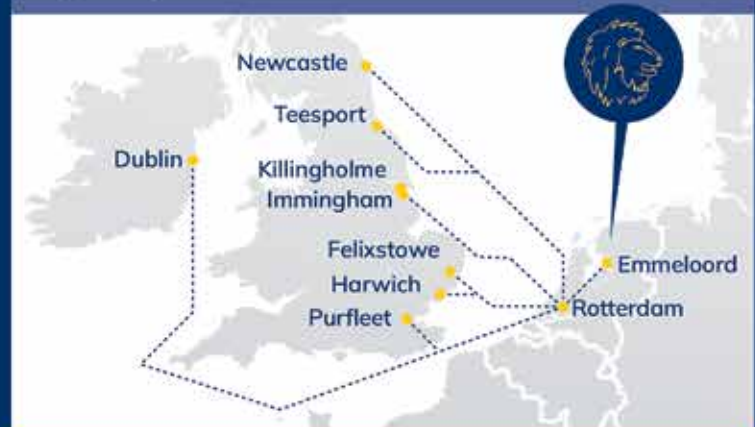 Newcastle
Teesport
Dublin
Killingholme
Immingham
Felixstowe
Harwich
Purfleet
Emmeloord
Rotterdam